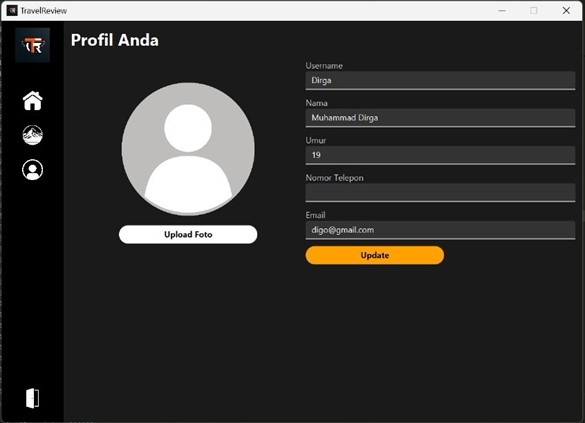 TravelReview
TR
Profil Anda
Username
Dirga
Nama
Muhammad Dirga
Umur
19
Nomor Telepon
Email
digo@gmail.com
Upload Foto
Update